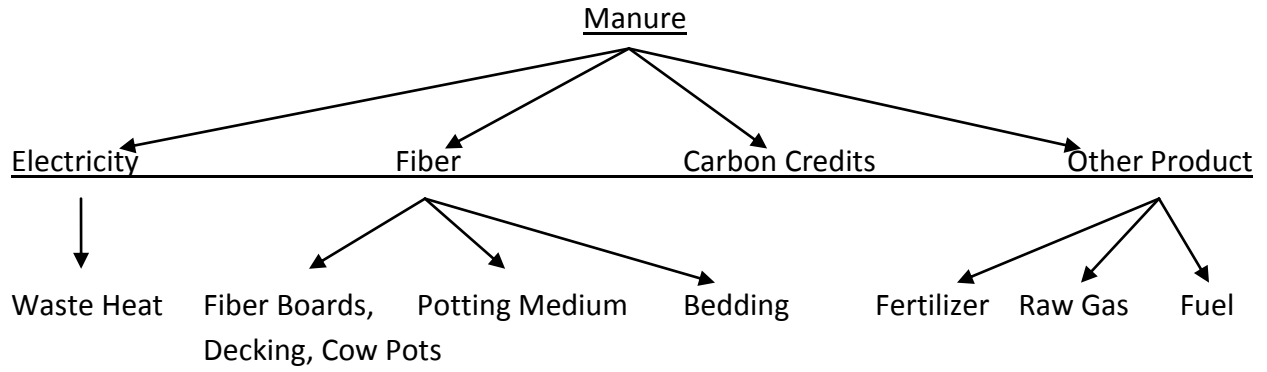 Manure
Electricity Fiber Carbon Credits Other Product
Waste Heat Fiber Boards, Potting Medium Bedding Fertilizer Raw Gas Fuel
Decking, Cow Pots